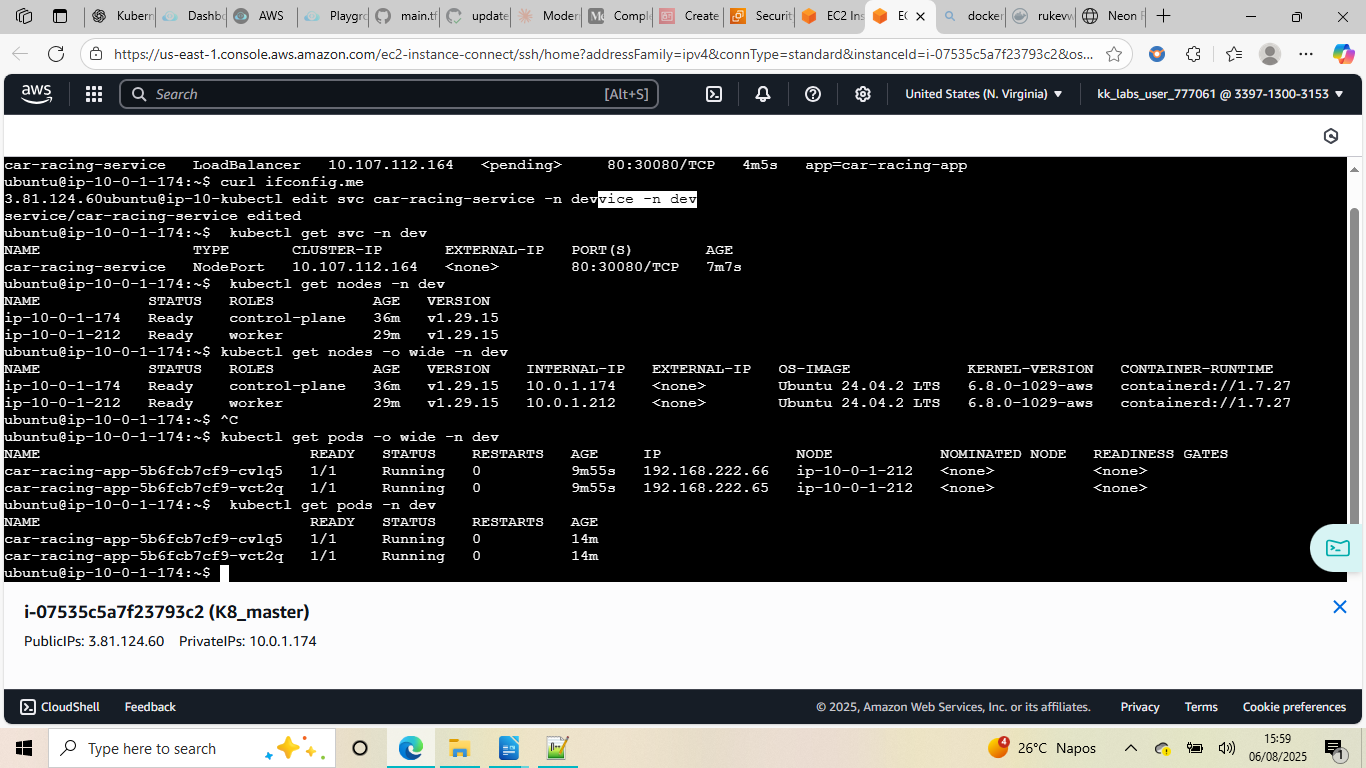 Kubern
Dashbo
AWS
Playgro
main.tf
update
Modern
Comple
Create
Securit
EC2 Ins
EC
docker
rukevw
Neon F
https://us-east-1.console.aws.amazon.com/ec2-instance-connect/ssh/home?addressFamily=ipv4&connType=standard&instanceId=i-07535c5a7f23793c2&os...
aws
Search
[Alt+S]
United States (N. Virginia)
kk_labs_user_777061 @ 3397-1300-3153
car-racing-service LoadBalancer 10.107.112.164 <pending> 80:30080/TCP 4m5s app=car-racing-app
ubuntu@ip-10-0-1-174:~$ curl ifconfig.me
3.81.124.60ubuntu@ip-10-kubectl edit svc car-racing-service -n devvice -n dev
service/car-racing-service edited
ubuntu@ip-10-0-1-174:~$ kubectl get svc -n dev
NAME TYPE CLUSTER-IP EXTERNAL-IP PORT(S) AGE
car-racing-service NodePort 10.107.112.164 <none> 80:30080/TCP 7m7s
ubuntu@ip-10-0-1-174:~$ kubectl get nodes -n dev
NAME STATUS ROLES AGE VERSION
ip-10-0-1-174 Ready control-plane 36m v1.29.15
ip-10-0-1-212 Ready worker 29m v1.29.15
ubuntu@ip-10-0-1-174:~$ kubectl get nodes -o wide -n dev
NAME STATUS ROLES AGE VERSION INTERNAL-IP EXTERNAL-IP OS-IMAGE KERNEL-VERSION CONTAINER-RUNTIME
ip-10-0-1-174 Ready control-plane 36m v1.29.15 10.0.1.174 <none> Ubuntu 24.04.2 LTS 6.8.0-1029-aws containerd://1.7.27
ip-10-0-1-212 Ready worker 29m v1.29.15 10.0.1.212 <none> Ubuntu 24.04.2 LTS 6.8.0-1029-aws containerd://1.7.27
ubuntu@ip-10-0-1-174:~$ ^C
ubuntu@ip-10-0-1-174:~$ kubectl get pods -o wide -n dev
NAME READY STATUS RESTARTS AGE IP NODE NOMINATED NODE READINESS GATES
car-racing-app-5b6fcb7cf9-cvlq5 1/1 Running 0 9m55s 192.168.222.66 ip-10-0-1-212 <none> <none>
car-racing-app-5b6fcb7cf9-vct2q 1/1 Running 0 9m55s 192.168.222.65 ip-10-0-1-212 <none> <none>
ubuntu@ip-10-0-1-174:~$ kubectl get pods -n dev
NAME READY STATUS RESTARTS AGE
car-racing-app-5b6fcb7cf9-cvlq5 1/1 Running 0 14m
car-racing-app-5b6fcb7cf9-vct2q 1/1 Running 0 14m
ubuntu@ip-10-0-1-174:~$
i-07535c5a7f23793c2 (K8_master)
PublicIPs: 3.81.124.60 PrivateIPs: 10.0.1.174
CloudShell
Feedback
© 2025, Amazon Web Services, Inc. or its affiliates.
Privacy
Terms
Cookie preferences
Type here to search
4
26°C Napos
15:59
06/08/2025
1